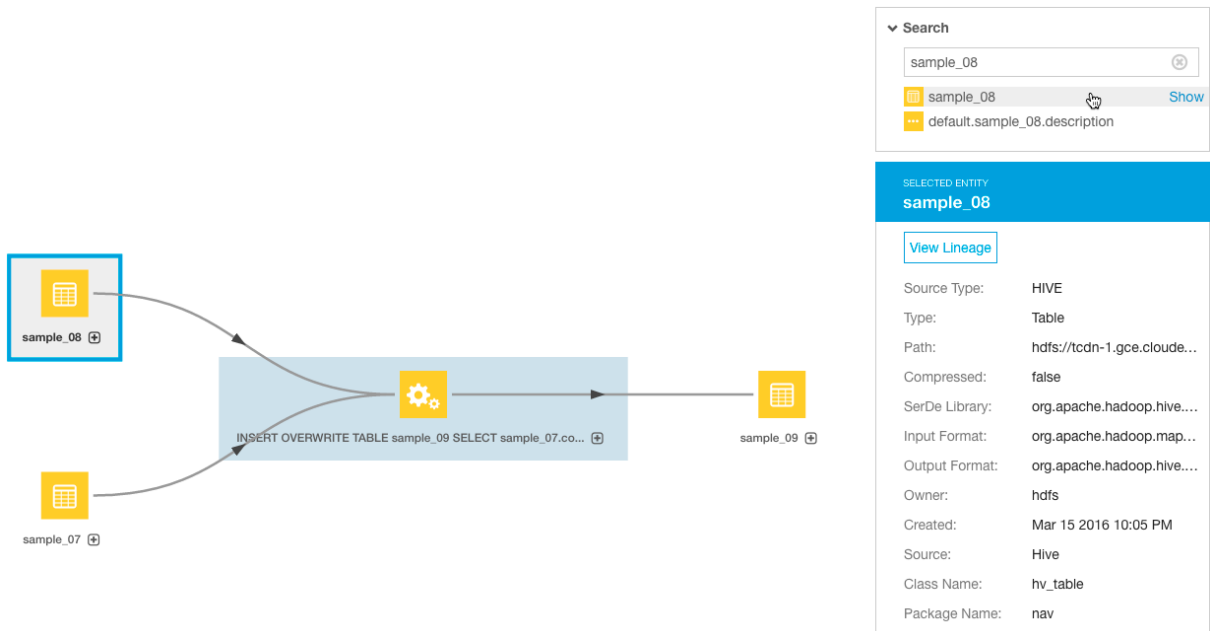 Search
sample_08
sample_08 Show
default.sample_08.description
SELECTED ENTITY
sample_08
View Lineage
Source Type: HIVE
Type: Table
Path: hdfs://tcdn-1.gce.cloude...
Compressed: false
SerDe Library: org.apache.hadoop.hive....
Input Format: org.apache.hadoop.map...
Output Format: org.apache.hadoop.hive....
Owner: hdfs
Created: Mar 15 2016 10:05 PM
Source: Hive
Class Name: hv_table
Package Name: nav
sample_08
INSERT OVERWRITE TABLE sample_09 SELECT sample_07.co...
sample_09
sample_07